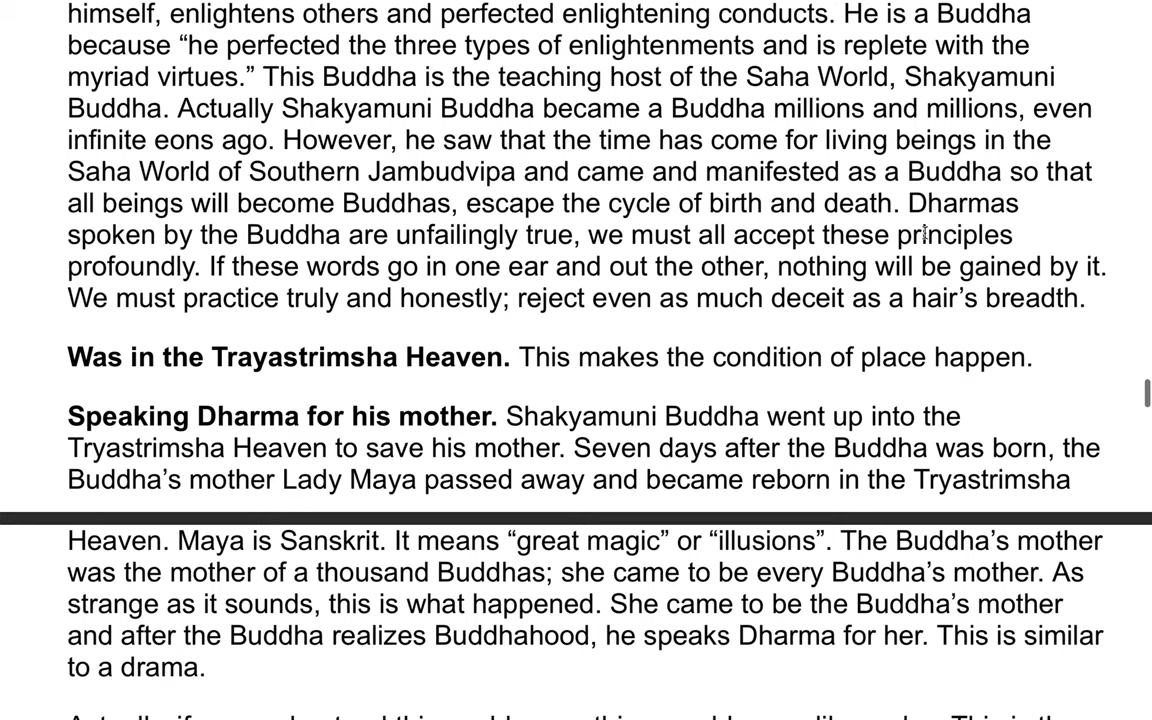 himself, enlightens others and perfected enlightening conducts. He is a Buddha
because “he perfected the three types of enlightenments and is replete with the
myriad virtues.” This Buddha is the teaching host of the Saha World, Shakyamuni
Buddha. Actually Shakyamuni Buddha became a Buddha millions and millions, even
infinite eons ago. However, he saw that the time has come for living beings in the
Saha World of Southern Jambudvipa and came and manifested as a Buddha so that
all beings will become Buddhas, escape the cycle of birth and death. Dharmas
spoken by the Buddha are unfailingly true, we must all accept these principles
profoundly. If these words go in one ear and out the other, nothing will be gained by it.
We must practice truly and honestly; reject even as much deceit as a hair’s breadth.
Was in the Trayastrimsha Heaven. This makes the condition of place happen.
Speaking Dharma for his mother. Shakyamuni Buddha went up into the
Tryastrimsha Heaven to save his mother. Seven days after the Buddha was born, the
Buddha’s mother Lady Maya passed away and became reborn in the Tryastrimsha
Heaven. Maya is Sanskrit. It means “great magic” or “illusions”. The Buddha’s mother
was the mother of a thousand Buddhas; she came to be every Buddha’s mother. As
strange as it sounds, this is what happened. She came to be the Buddha’s mother
and after the Buddha realizes Buddhahood, he speaks Dharma for her. This is similar
to a drama.